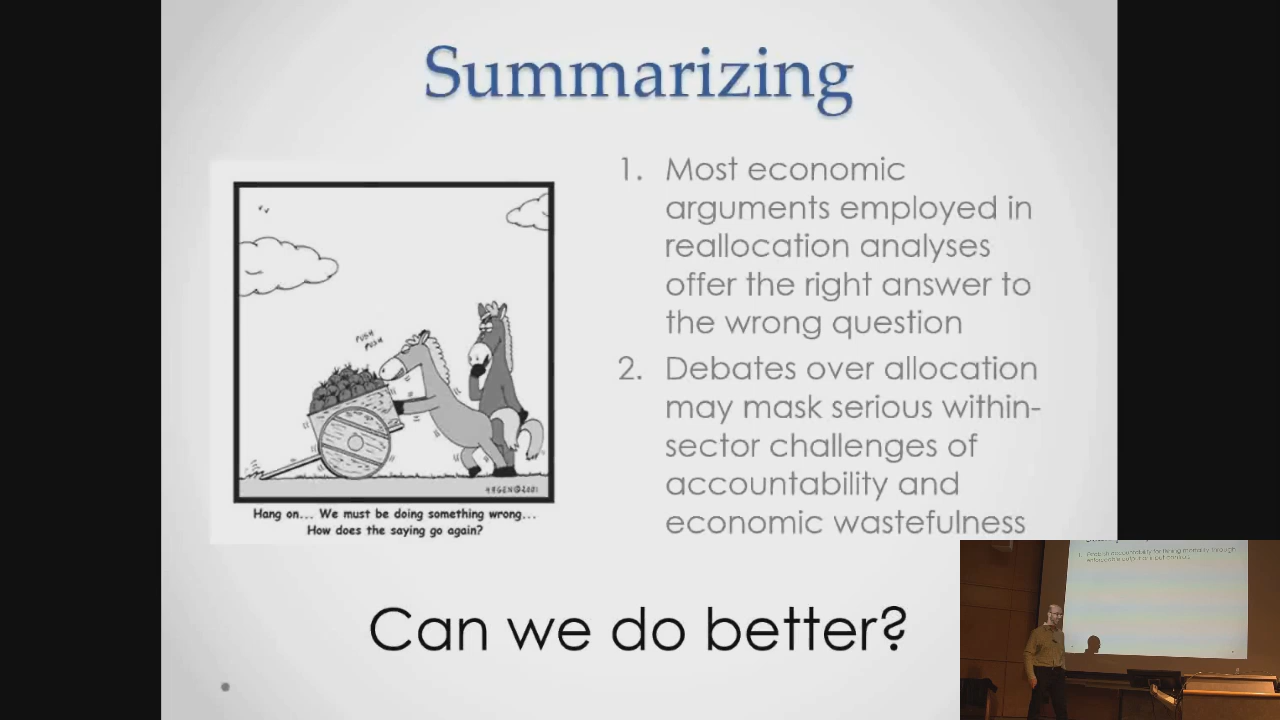 Summarizing
1. Most economic
arguments employed in
reallocation analyses
offer the right answer to
the wrong question
2. Debates over allocation
may mask serious within-
sector challenges of
accountability and
economic wastefulness
PUSH
PUSH
Hang on... We must be doing something wrong...
How does the saying go again?
Can we do better?